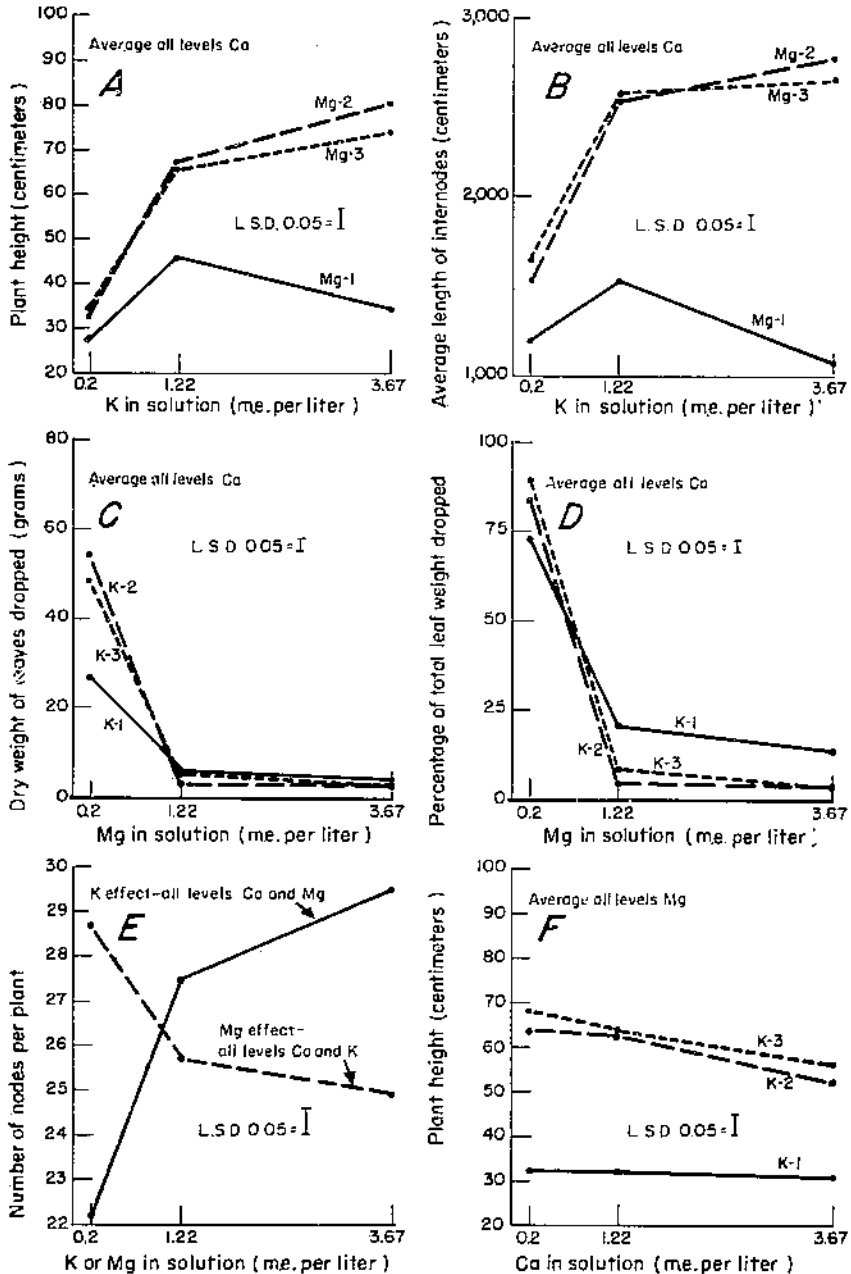 A
Average all levels Ca
Plant height (centimeters)
100
90
80
70
60
50
40
30
20
Mg-2
Mg-3
L.S.D. 0.05 = I
Mg-1
0.2
1.22
3.67
K in solution (m.e. per liter)
B
Average all levels Ca
Average length of internodes (centimeters)
3,000
2,000
1,000
Mg-2
Mg-3
L.S.D 0.05 = I
Mg-1
0.2
1.22
3.67
K in solution (m.e. per liter)
C
Average all levels Ca
Dry weight of leaves dropped (grams)
80
60
40
20
0
L.S.D 0.05 = I
K-2
K-3
K-1
0.2
1.22
3.67
Mg in solution (m.e. per liter)
D
Average all levels Ca
Percentage of total leaf weight dropped
100
75
50
25
0
L.S.D 0.05 = I
K-1
K-2
K-3
0.2
1.22
3.67
Mg in solution (m.e. per liter)
E
K effect-all levels Ca and Mg
Number of nodes per plant
30
29
28
27
26
25
24
23
22
Mg effect-
all levels Ca and K
L.S.D 0.05 = I
0.2
1.22
3.67
K or Mg in solution (m.e. per liter)
F
Average all levels Mg
Plant height (centimeters)
100
90
80
70
60
50
40
30
20
K-3
K-2
L.S.D 0.05 = I
K-1
0.2
1.22
3.67
Ca in solution (m.e. per liter)